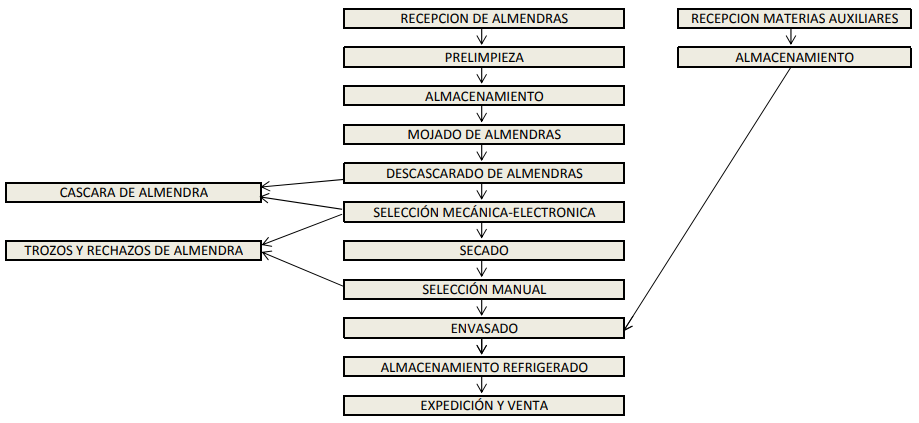 RECEPCION DE ALMENDRAS
RECEPCION MATERIAS AUXILIARES
PRELIMPIEZA
ALMACENAMIENTO
ALMACENAMIENTO
MOJADO DE ALMENDRAS
DESCASCARADO DE ALMENDRAS
CASCARA DE ALMENDRA
SELECCIÓN MECÁNICA-ELECTRONICA
TROZOS Y RECHAZOS DE ALMENDRA
SECADO
SELECCIÓN MANUAL
ENVASADO
ALMACENAMIENTO REFRIGERADO
EXPEDICIÓN Y VENTA